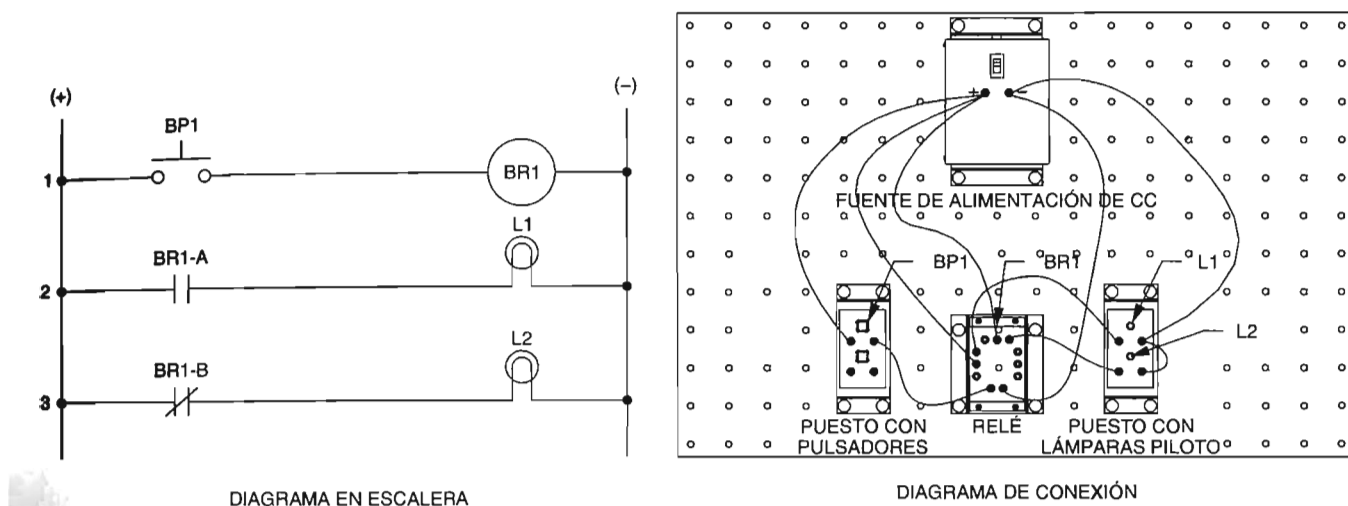 (+)
(-)
BP1
1
BR1
L1
BR1-A
2
L2
BR1-B
3
DIAGRAMA EN ESCALERA
+ -
FUENTE DE ALIMENTACIÓN DE CC
BP1
BR1
L1
L2
PUESTO CON
PULSADORES
RELÉ
PUESTO CON
LÁMPARAS PILOTO
DIAGRAMA DE CONEXIÓN